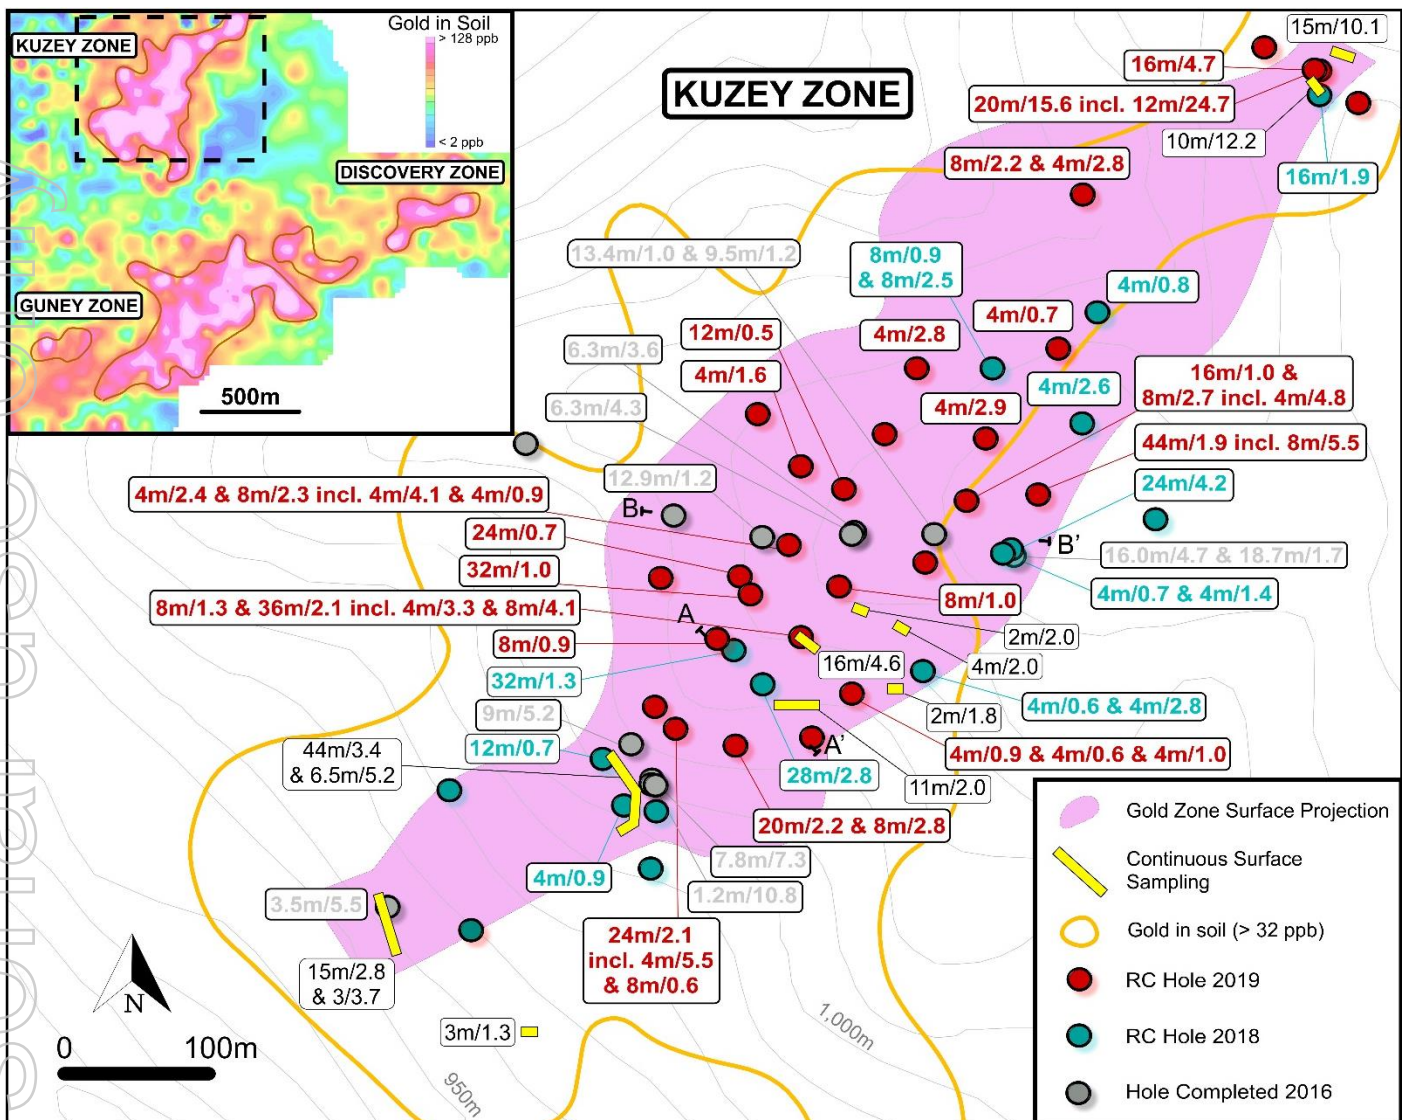 Gold in Soil
> 128 ppb
< 2 ppb
KUZEY ZONE
DISCOVERY ZONE
GUNEY ZONE
500m
KUZEY ZONE
15m/10.1
16m/4.7
20m/15.6 incl. 12m/24.7
10m/12.2
8m/2.2 & 4m/2.8
16m/1.9
13.4m/1.0 & 9.5m/1.2
8m/0.9
& 8m/2.5
4m/0.8
4m/0.7
12m/0.5
4m/2.8
6.3m/3.6
4m/1.6
4m/2.6
16m/1.0 &
8m/2.7 incl. 4m/4.8
6.3m/4.3
4m/2.9
44m/1.9 incl. 8m/5.5
12.9m/1.2
24m/4.2
4m/2.4 & 8m/2.3 incl. 4m/4.1 & 4m/0.9
B
B'
24m/0.7
16.0m/4.7 & 18.7m/1.7
32m/1.0
4m/0.7 & 4m/1.4
8m/1.3 & 36m/2.1 incl. 4m/3.3 & 8m/4.1
8m/1.0
A
2m/2.0
8m/0.9
16m/4.6
4m/2.0
32m/1.3
4m/0.6 & 4m/2.8
9m/5.2
2m/1.8
12m/0.7
A'
4m/0.9 & 4m/0.6 & 4m/1.0
44m/3.4
& 6.5m/5.2
28m/2.8
11m/2.0
20m/2.2 & 8m/2.8
7.8m/7.3
4m/0.9
1.2m/10.8
3.5m/5.5
24m/2.1
incl. 4m/5.5
& 8m/0.6
15m/2.8
& 3/3.7
3m/1.3
1,000m
950m
N
0 100m
Gold Zone Surface Projection
Continuous Surface
Sampling
Gold in soil (> 32 ppb)
RC Hole 2019
RC Hole 2018
Hole Completed 2016